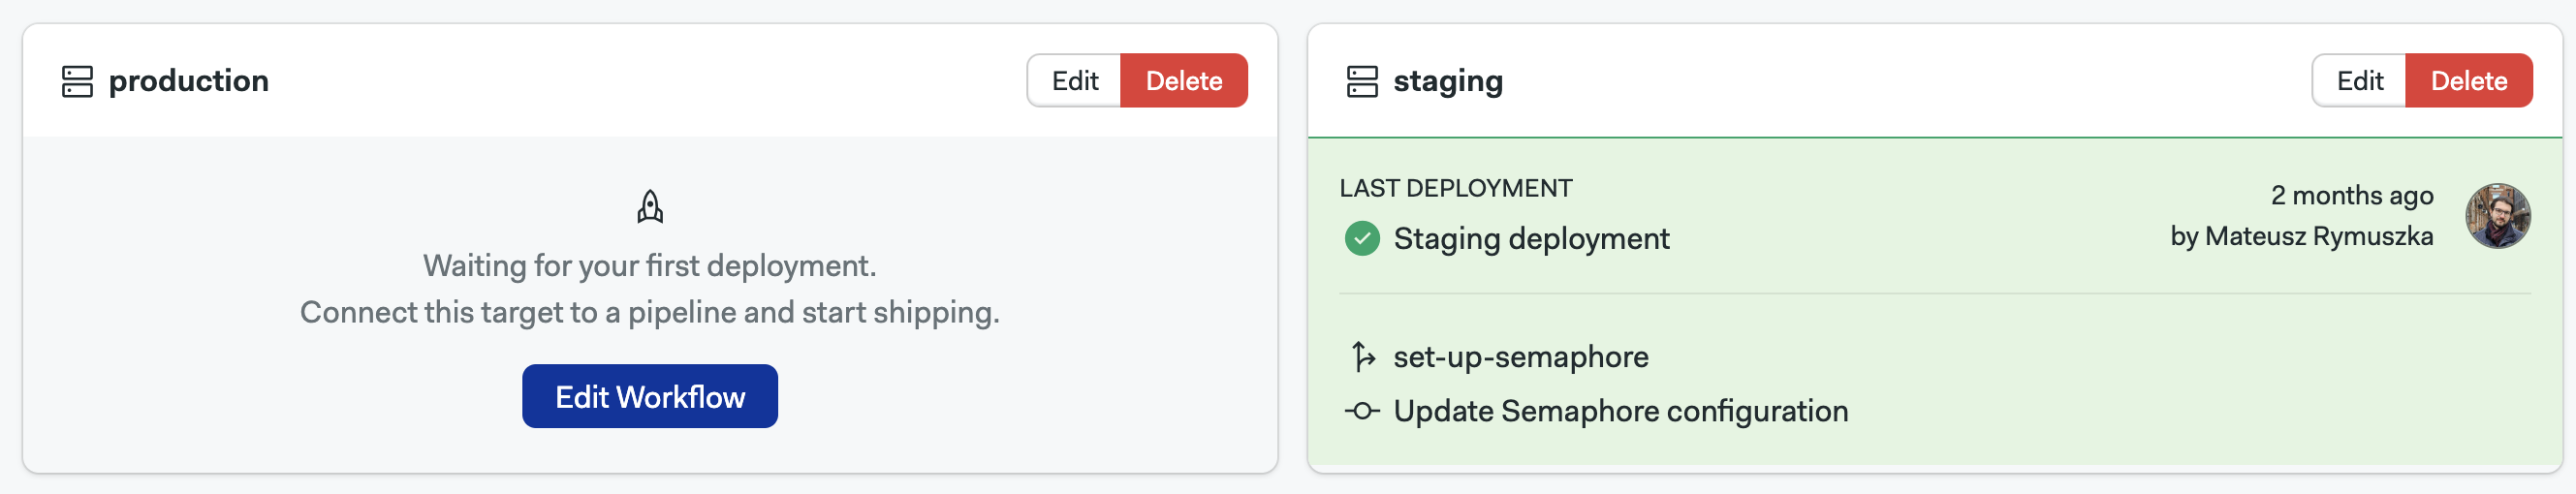 production
Edit
Delete
Waiting for your first deployment.
Connect this target to a pipeline and start shipping.
Edit Workflow
staging
Edit
Delete
LAST DEPLOYMENT
Staging deployment
2 months ago
by Mateusz Rymuszka
set-up-semaphore
Update Semaphore configuration